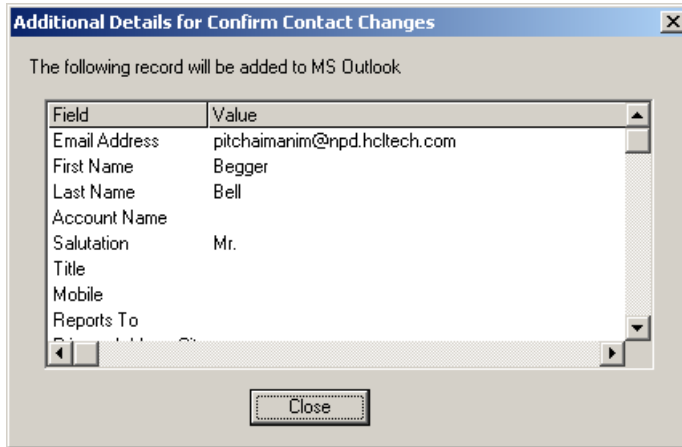 Additional Details for Confirm Contact Changes
The following record will be added to MS Outlook
Field Value
Email Address pitchaimanim@npd.hcltech.com
First Name Begger
Last Name Bell
Account Name
Salutation Mr.
Title
Mobile
Reports To
Close